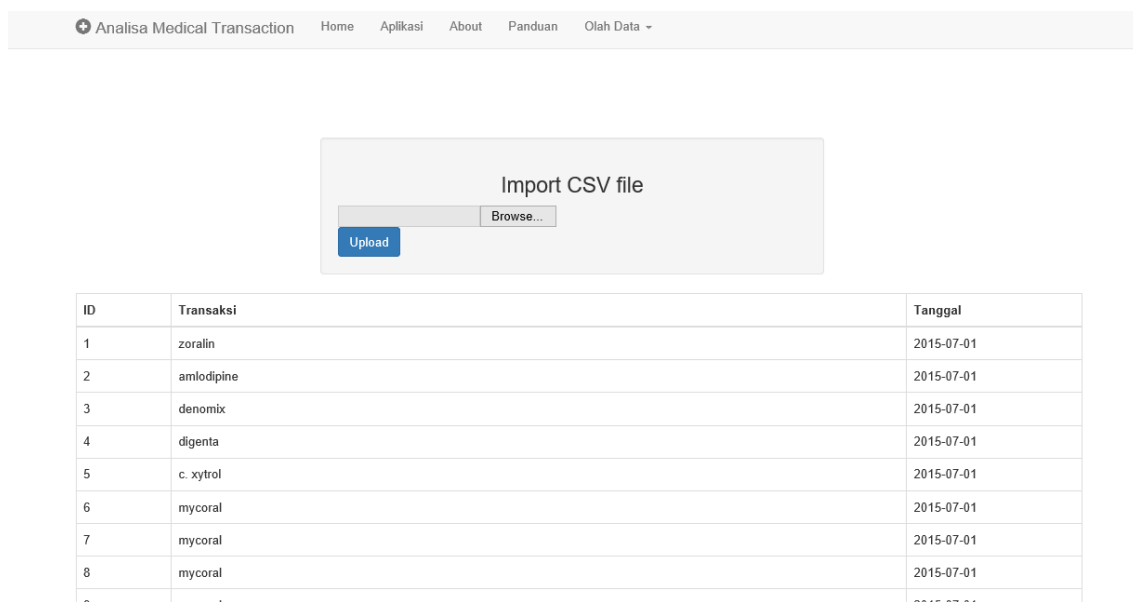 Analisa Medical Transaction Home Aplikasi About Panduan Olah Data
Import CSV file
Browse...
Upload
ID Transaksi Tanggal
1 zoralin 2015-07-01
2 amlodipine 2015-07-01
3 denomix 2015-07-01
4 digenta 2015-07-01
5 c. xytrol 2015-07-01
6 mycoral 2015-07-01
7 mycoral 2015-07-01
8 mycoral 2015-07-01